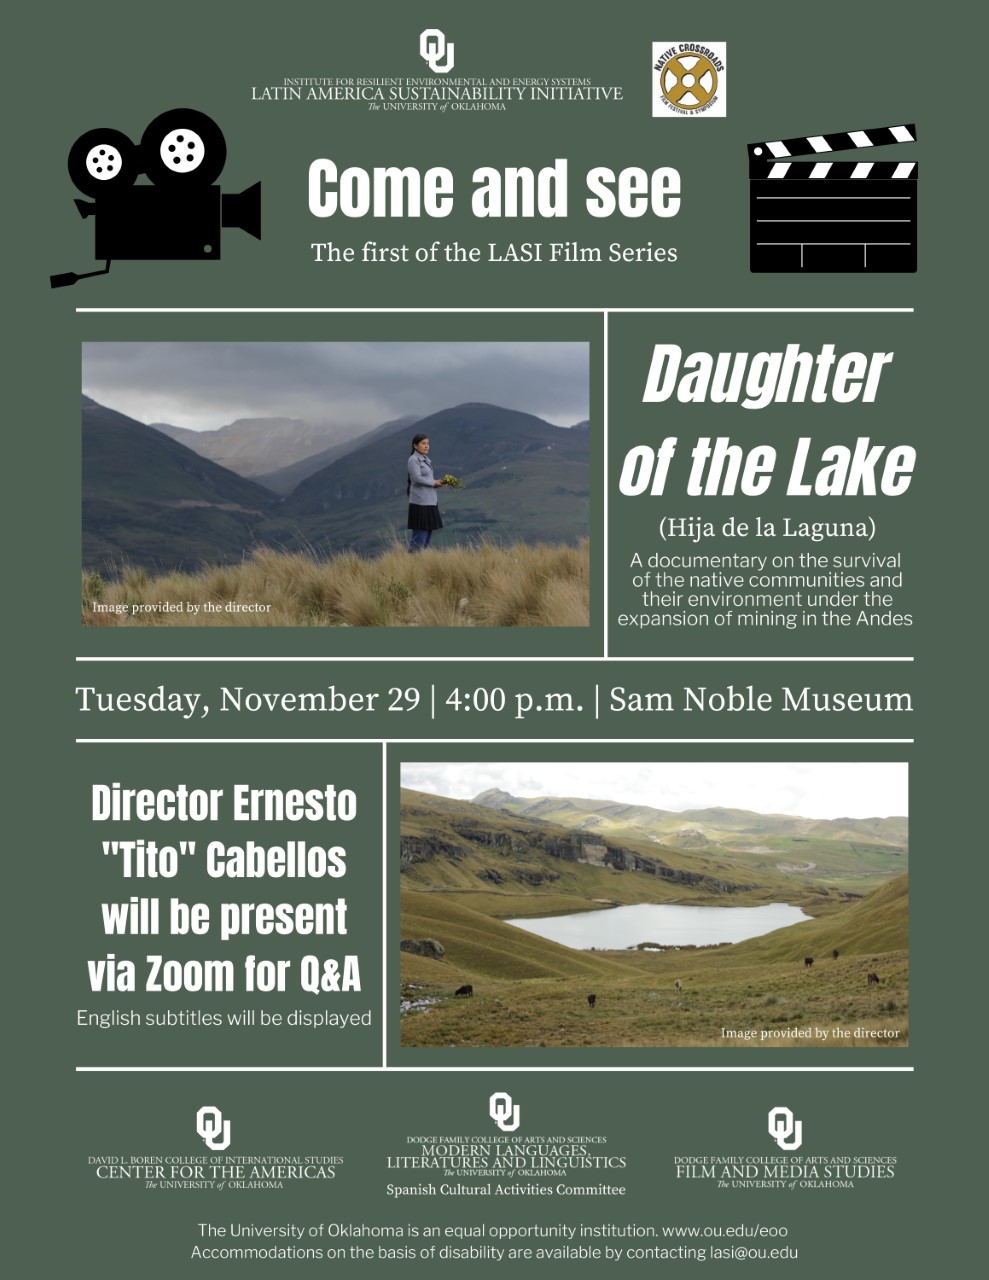 INSTITUTE FOR RESILIENT ENVIRONMENTAL AND ENERGY SYSTEMS
LATIN AMERICA SUSTAINABILITY INITIATIVE
The UNIVERSITY of OKLAHOMA
NATIVE CROSSROADS
FILM FESTIVAL & SYMPOSIUM
Come and see
The first of the LASI Film Series
Daughter
of the Lake
(Hija de la Laguna)
A documentary on the survival
of the native communities and
their environment under the
expansion of mining in the Andes
Image provided by the director
Tuesday, November 29 | 4:00 p.m. | Sam Noble Museum
Director Ernesto
"Tito" Cabellos
will be present
via Zoom for Q&A
English subtitles will be displayed
Image provided by the director
DAVID L. BOREN COLLEGE OF INTERNATIONAL STUDIES
CENTER FOR THE AMERICAS
The UNIVERSITY of OKLAHOMA
DODGE FAMILY COLLEGE OF ARTS AND SCIENCES
MODERN LANGUAGES,
LITERATURES AND LINGUISTICS
The UNIVERSITY of OKLAHOMA
Spanish Cultural Activities Committee
DODGE FAMILY COLLEGE OF ARTS AND SCIENCES
FILM AND MEDIA STUDIES
The UNIVERSITY of OKLAHOMA
The University of Oklahoma is an equal opportunity institution. www.ou.edu/eoo
Accommodations on the basis of disability are available by contacting lasi@ou.edu